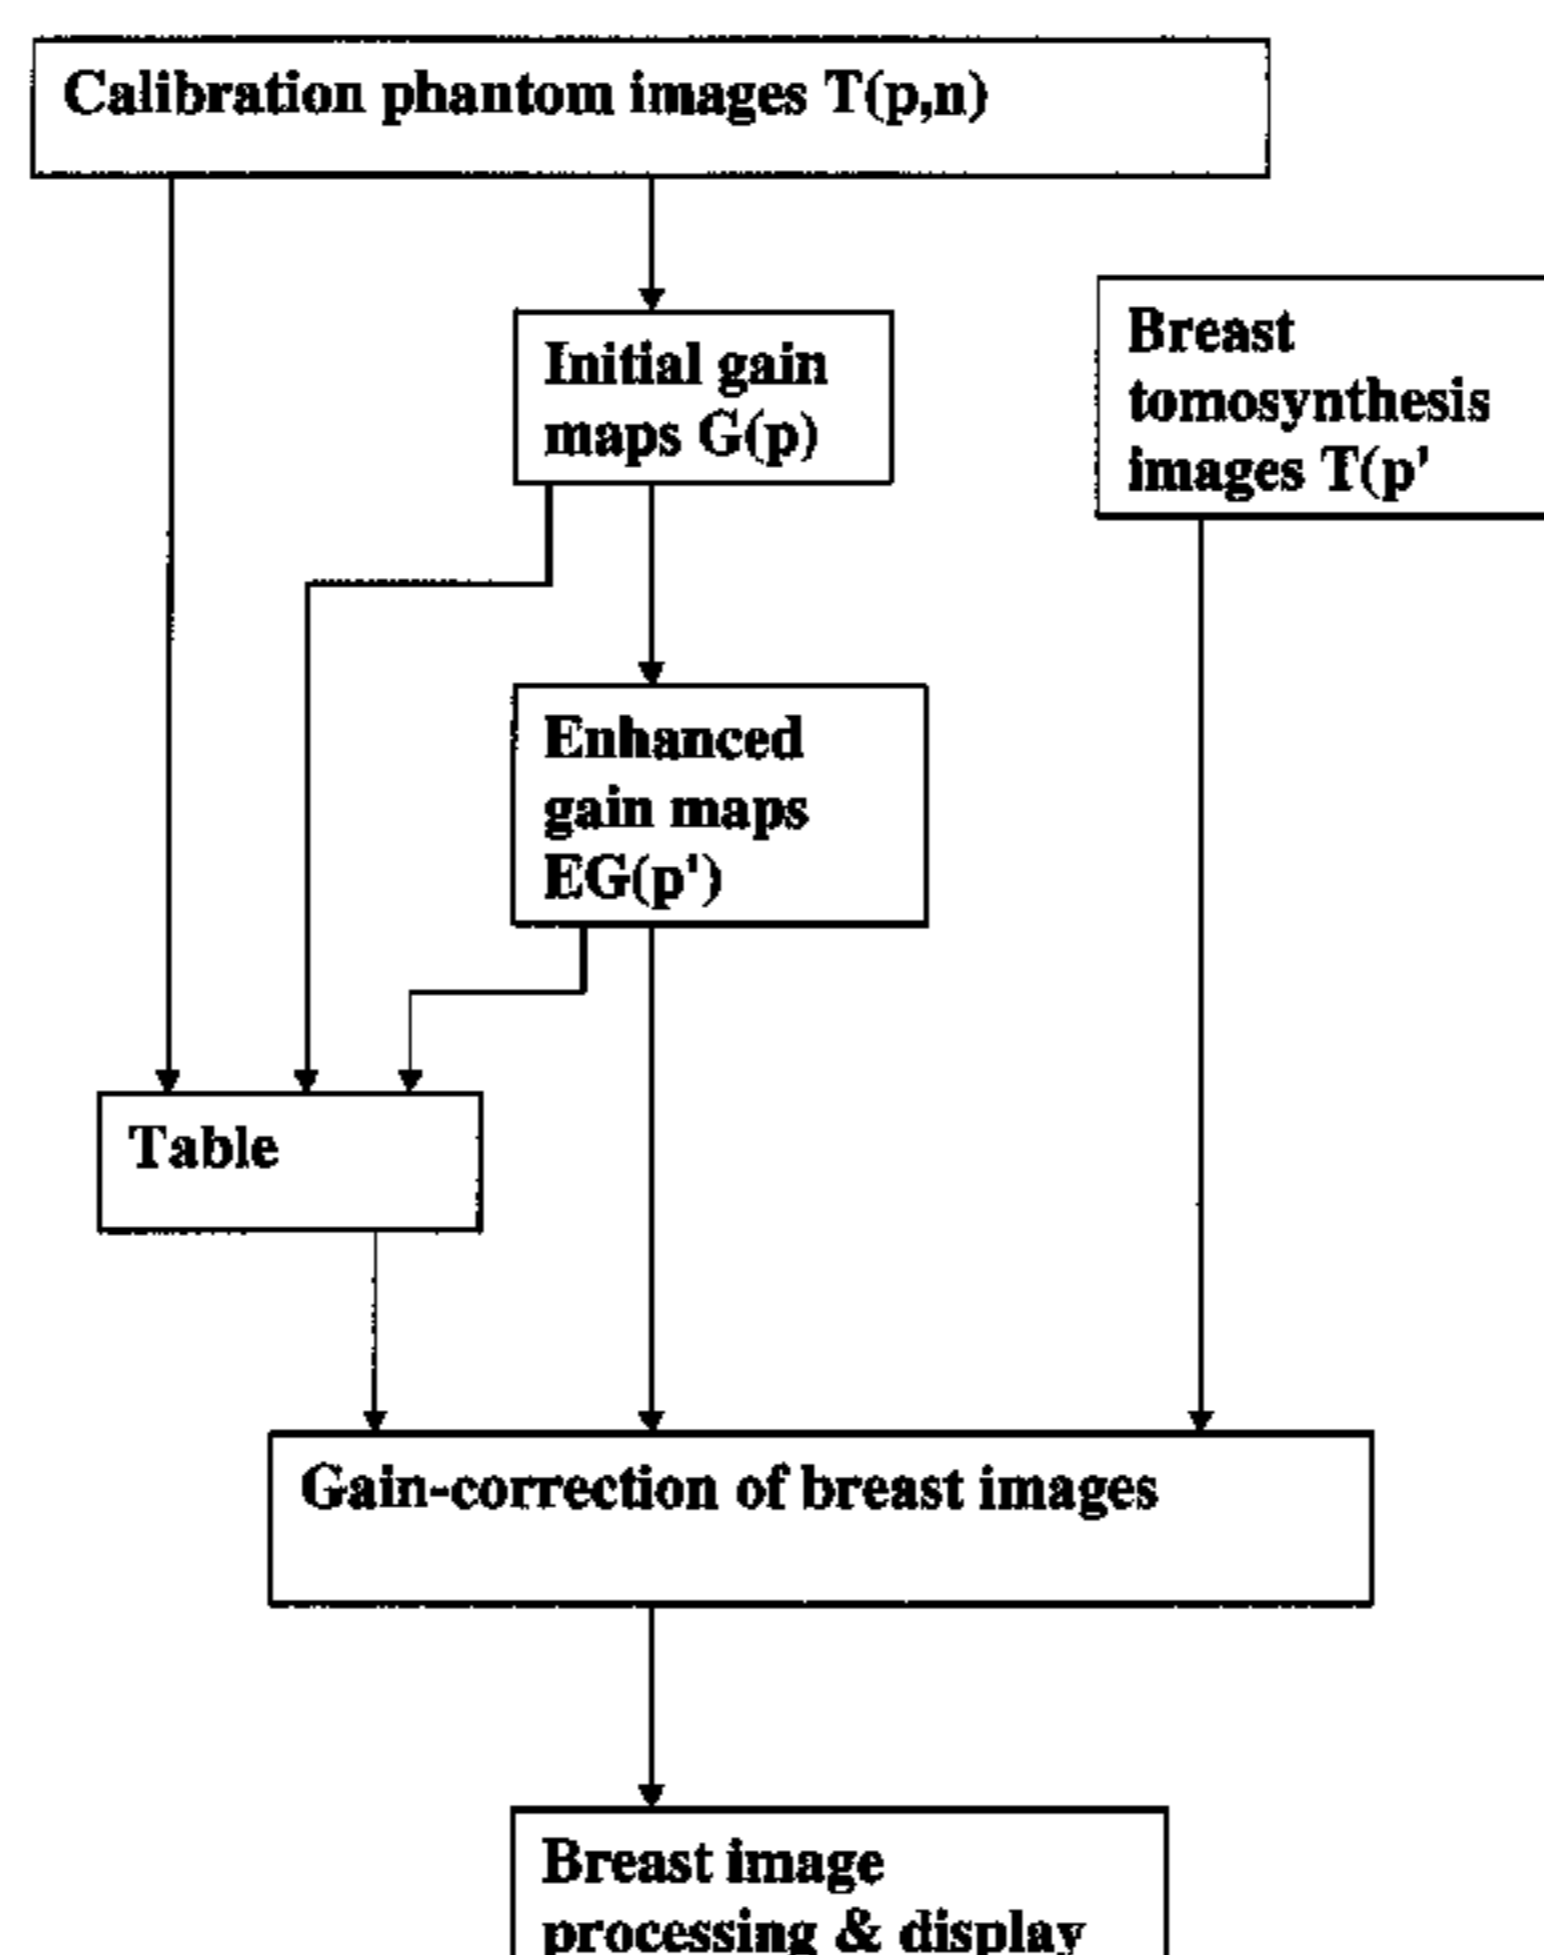 Calibration phantom images T(p,n)
Initial gain
maps G(p)
Breast
tomosynthesis
images T(p'
Enhanced
gain maps
EG(p')
Table
Gain-correction of breast images
Breast image
processing & display